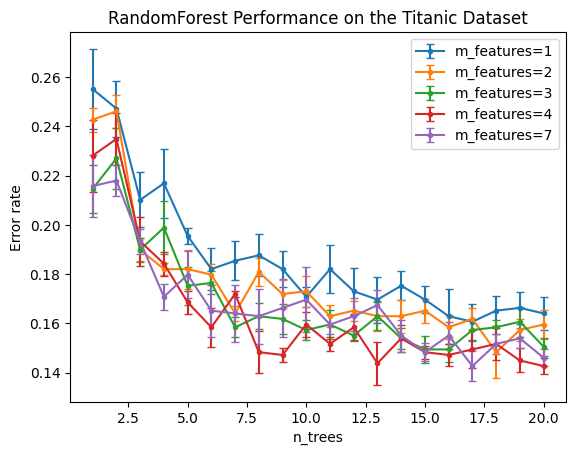 RandomForest Performance on the Titanic Dataset
m_features=1
m_features=2
m_features=3
m_features=4
m_features=7
Error rate
0.26
0.24
0.22
0.20
0.18
0.16
0.14
2.5 5.0 7.5 10.0 12.5 15.0 17.5 20.0
n_trees